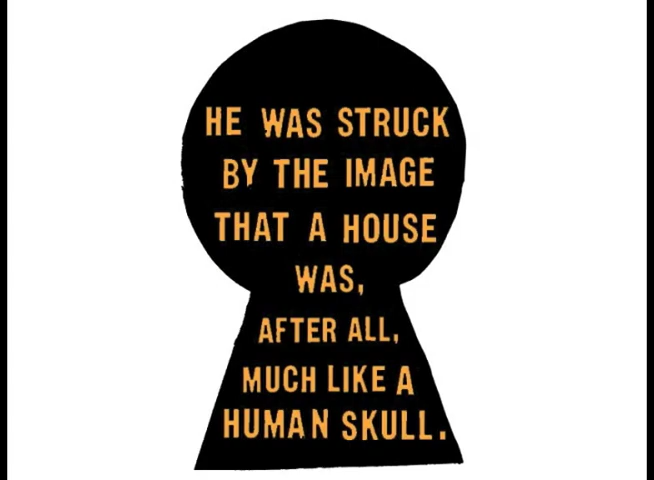 HE WAS STRUCK
BY THE IMAGE
THAT A HOUSE
WAS,
AFTER ALL,
MUCH LIKE A
HUMAN SKULL.